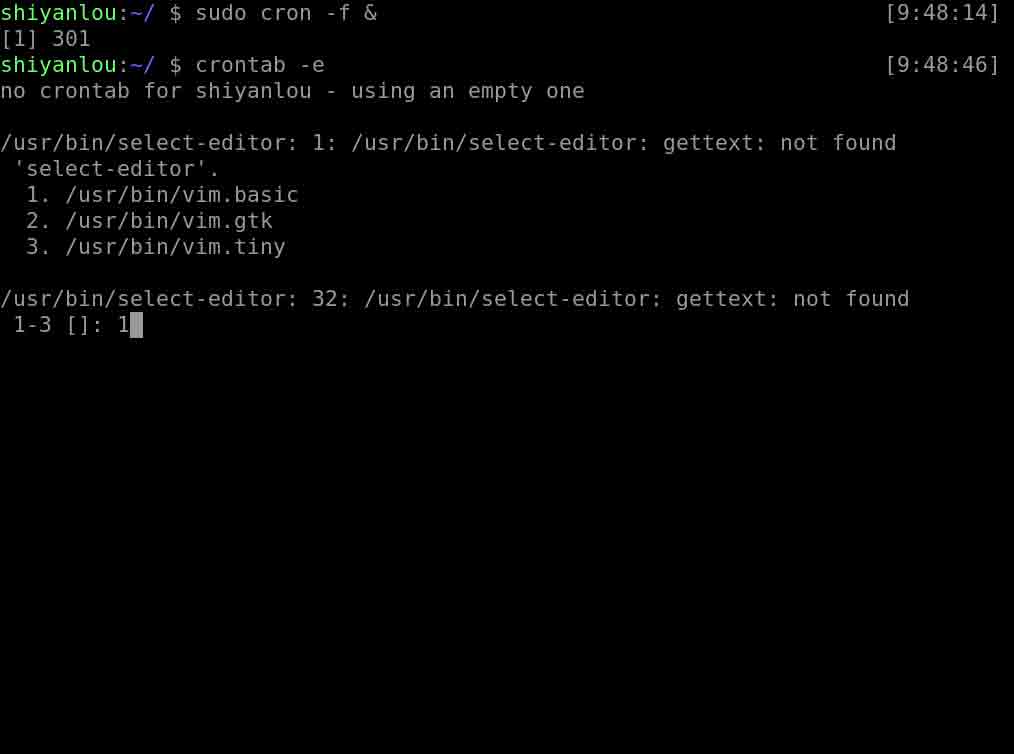 shiyanlou:~/ $ sudo cron -f & [9:48:14]
[1] 301
shiyanlou:~/ $ crontab -e [9:48:46]
no crontab for shiyanlou - using an empty one
/usr/bin/select-editor: 1: /usr/bin/select-editor: gettext: not found
'select-editor'.
1. /usr/bin/vim.basic
2. /usr/bin/vim.gtk
3. /usr/bin/vim.tiny
/usr/bin/select-editor: 32: /usr/bin/select-editor: gettext: not found
1-3 []: 1